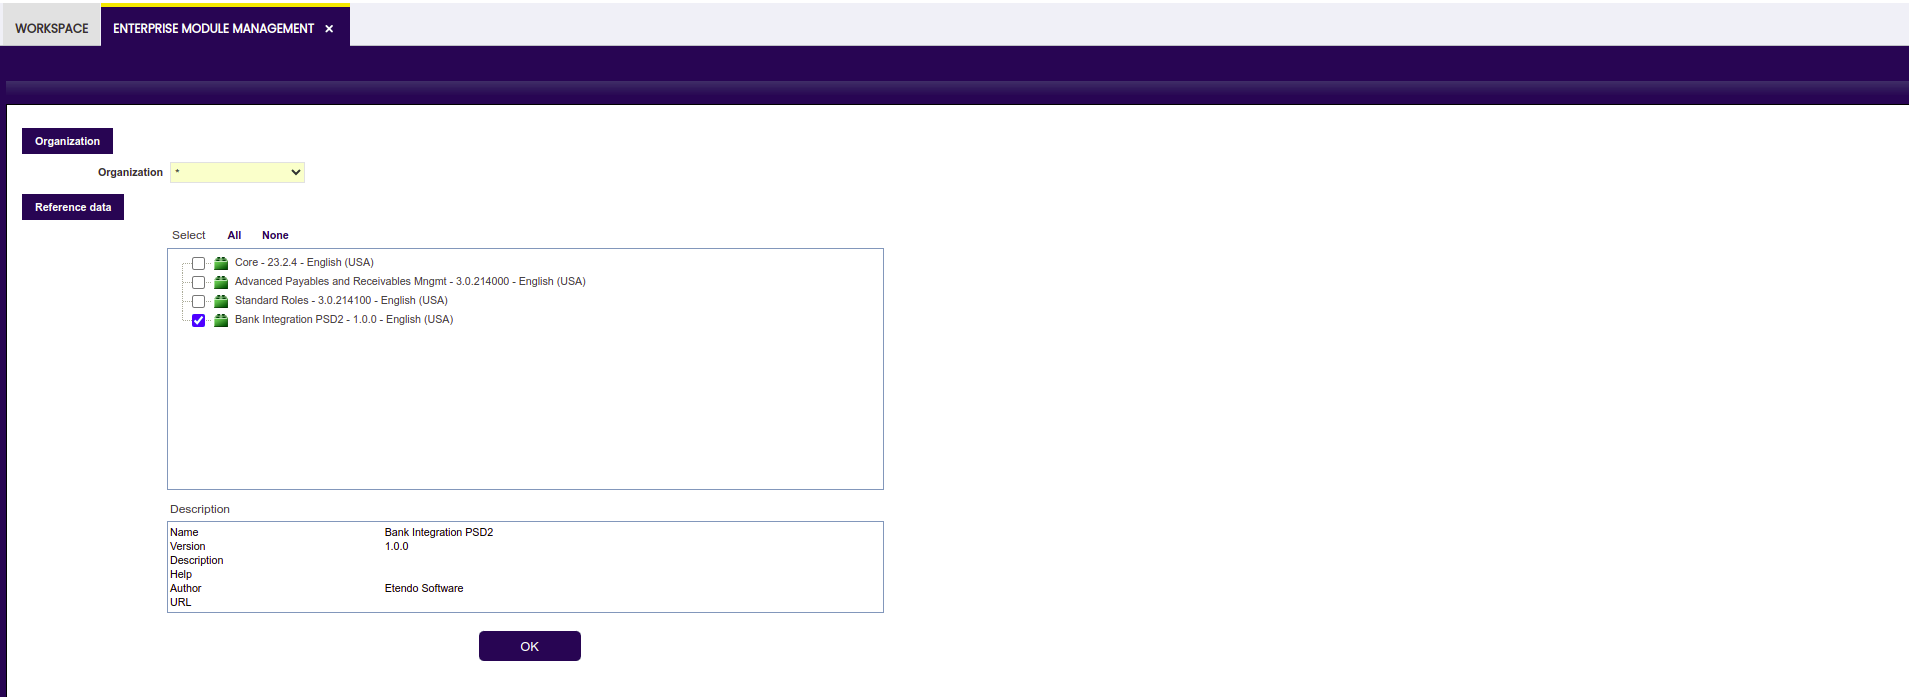 WORKSPACE ENTERPRISE MODULE MANAGEMENT ×
Organization
Organization *
Reference data
Select All None
Core - 23.2.4 - English (USA)
Advanced Payables and Receivables Mngmt - 3.0.214000 - English (USA)
Standard Roles - 3.0.214100 - English (USA)
Bank Integration PSD2 - 1.0.0 - English (USA)
Description
Name Bank Integration PSD2
Version 1.0.0
Description
Help
Author Etendo Software
URL
OK